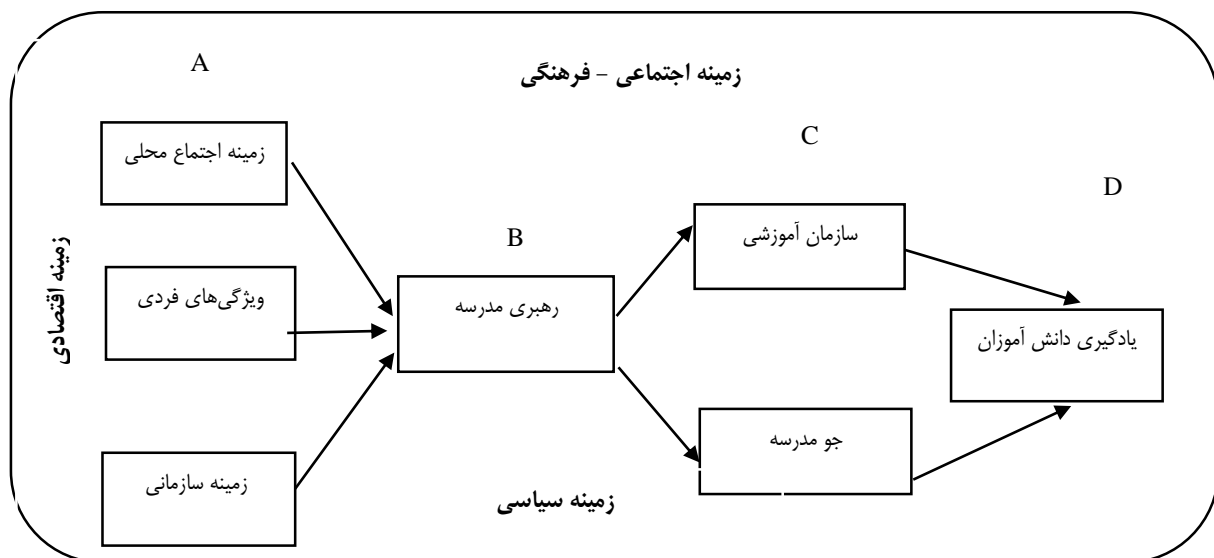 A
زمینه اجتماعی – فرهنگی
زمینه اجتماع محلی
C
D
سازمان آموزشی
B
زمینه اقتصادی
ویژگی‌های فردی
رهبری مدرسه
یادگیری دانش آموزان
جو مدرسه
زمینه سازمانی
زمینه سیاسی